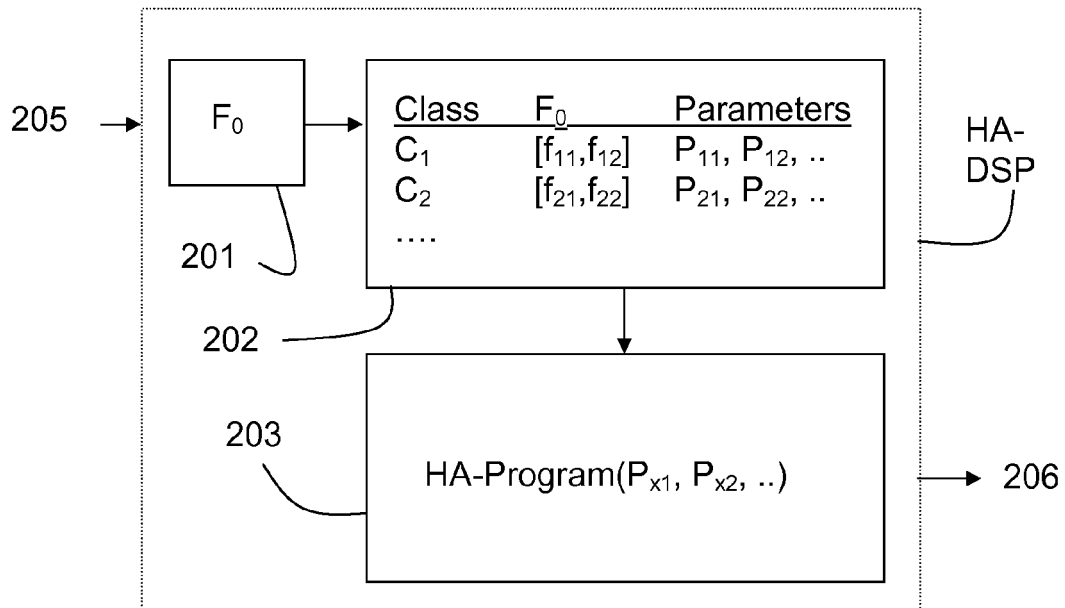 205
F₀
Class F₀ Parameters
C₁ [f₁₁,f₁₂] P₁₁, P₁₂, ..
C₂ [f₂₁,f₂₂] P₂₁, P₂₂, ..
....
HA-
DSP
201
202
203
HA-Program(Pₓ₁, Pₓ₂, ..)
206